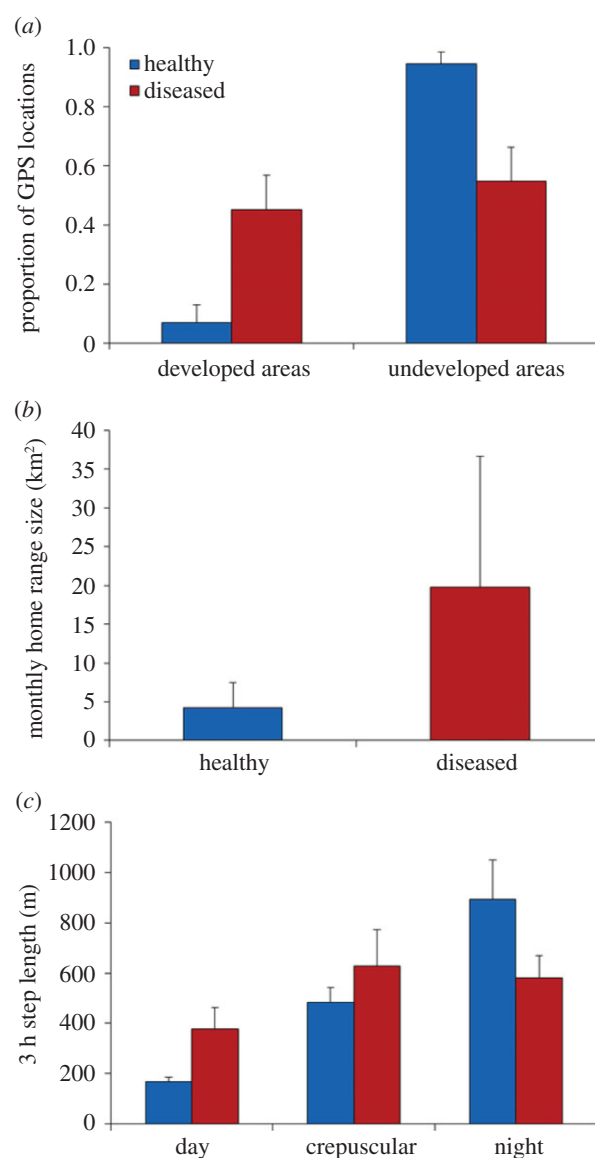 (a)
proportion of GPS locations
1.0
0.8
0.6
0.4
0.2
0
healthy
diseased
developed areas undeveloped areas
(b)
monthly home range size (km²)
40
35
30
25
20
15
10
5
0
healthy diseased
(c)
3 h step length (m)
1200
1000
800
600
400
200
0
day crepuscular night